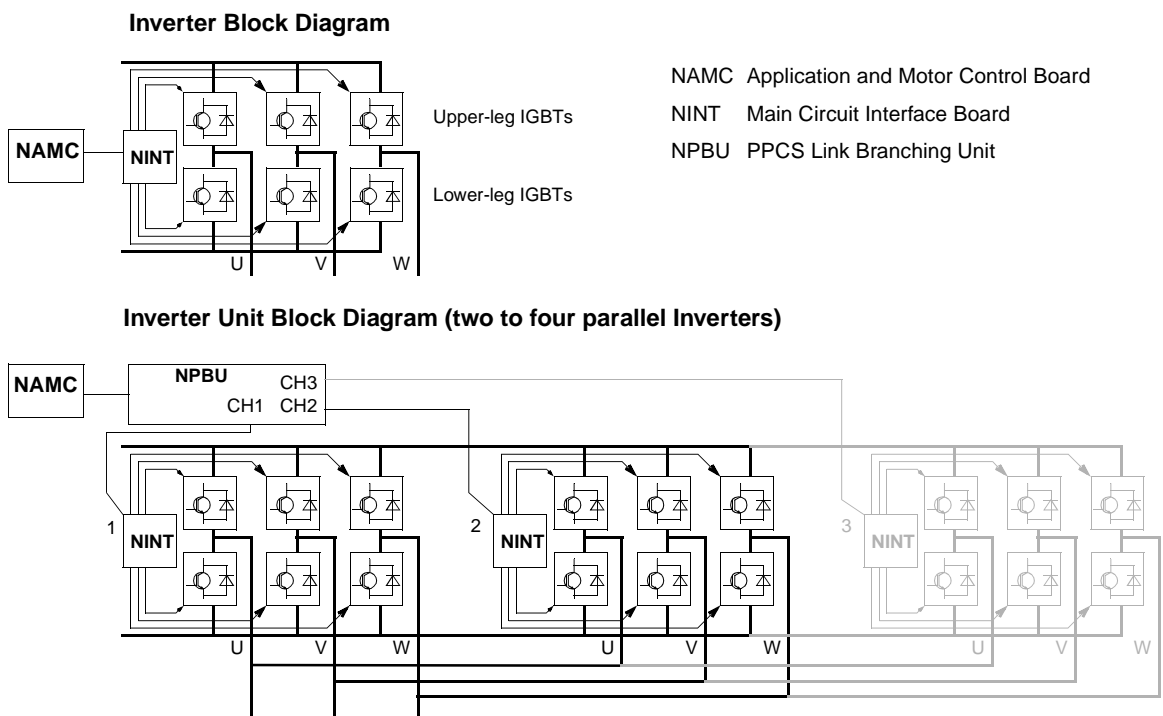 Inverter Block Diagram
NAMC Application and Motor Control Board
NINT Main Circuit Interface Board
NPBU PPCS Link Branching Unit
Upper-leg IGBTs
NAMC
NINT
Lower-leg IGBTs
U V W
Inverter Unit Block Diagram (two to four parallel Inverters)
NAMC
NPBU
CH3
CH1 CH2
1 2 3
NINT NINT NINT
U V W U V W U V W